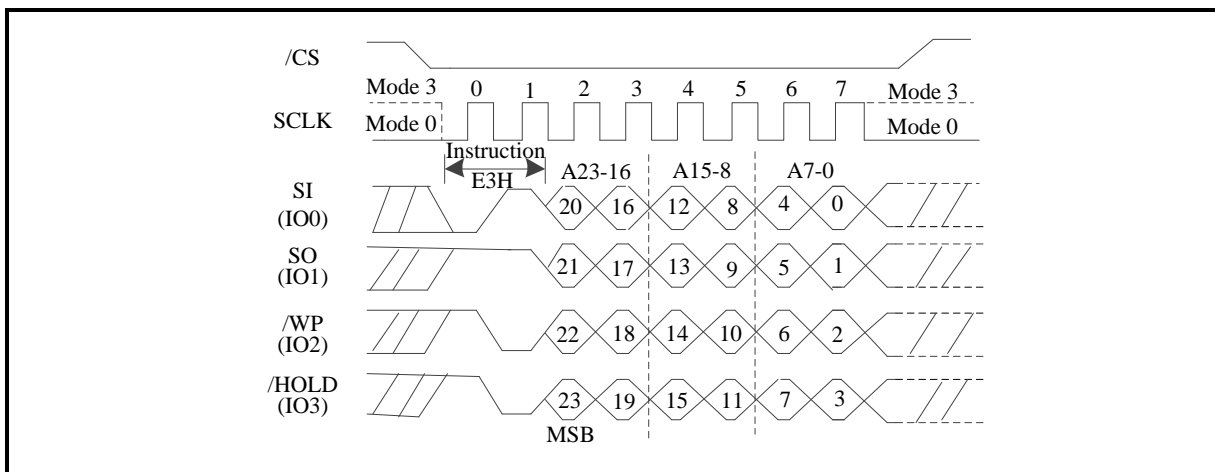 /CS
Mode 3 0 1 2 3 4 5 6 7 Mode 3
SCLK
Mode 0 Mode 0
Instruction
E3H A23-16 A15-8 A7-0
SI
(IO0)
20 16 12 8 4 0
SO
(IO1)
21 17 13 9 5 1
/WP
(IO2)
22 18 14 10 6 2
/HOLD
(IO3)
23 19 15 11 7 3
MSB